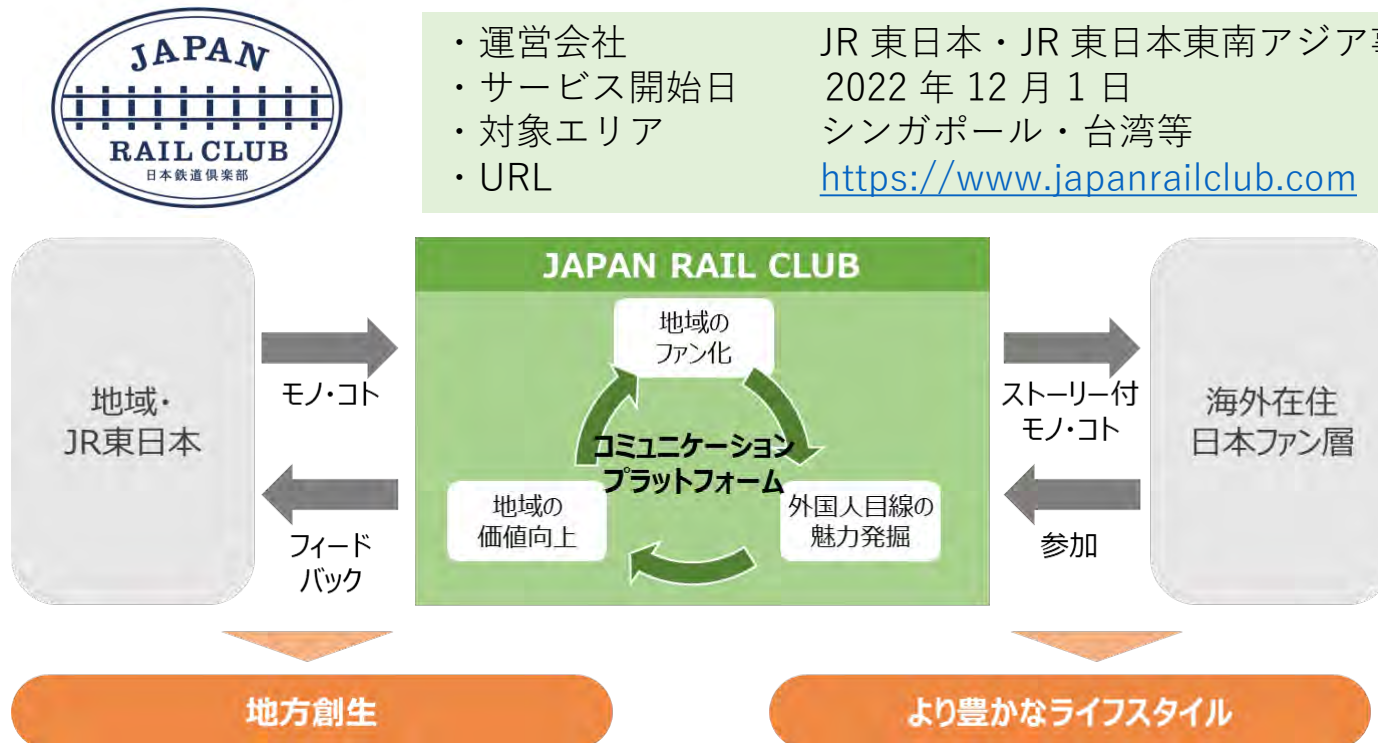 JAPAN
RAIL CLUB
日本鉄道倶楽部
・運営会社 JR 東日本・JR 東日本東南アジア
・サービス開始日 2022 年 12 月 1 日
・対象エリア シンガポール・台湾等
・URL https://www.japanrailclub.com
JAPAN RAIL CLUB
地域の
ファン化
コミュニケーション
プラットフォーム
地域の
価値向上
外国人目線の
魅力発掘
地域・
JR東日本
モノ・コト
フィード
バック
ストーリー付
モノ・コト
参加
海外在住
日本ファン層
地方創生
より豊かなライフスタイル